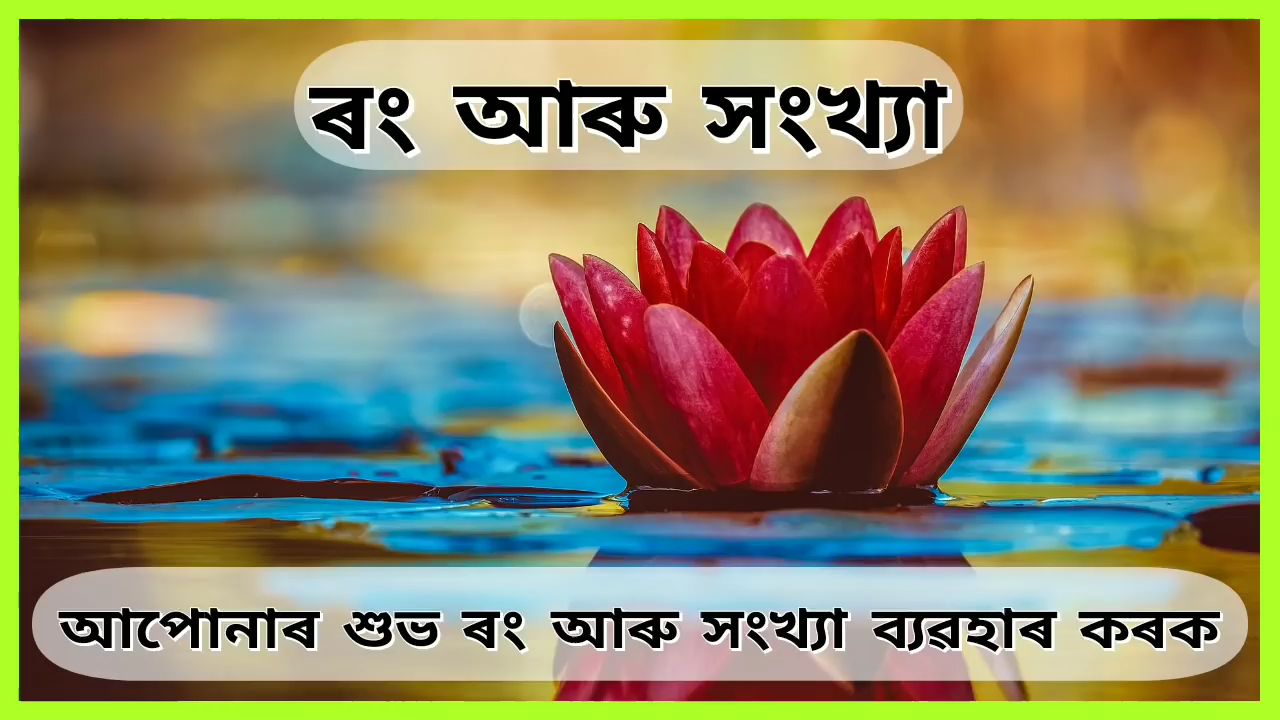 ৰং আৰু সংখ্যা
আপোনাৰ শুভ ৰং আৰু সংখ্যা ব্যৱহাৰ কৰক